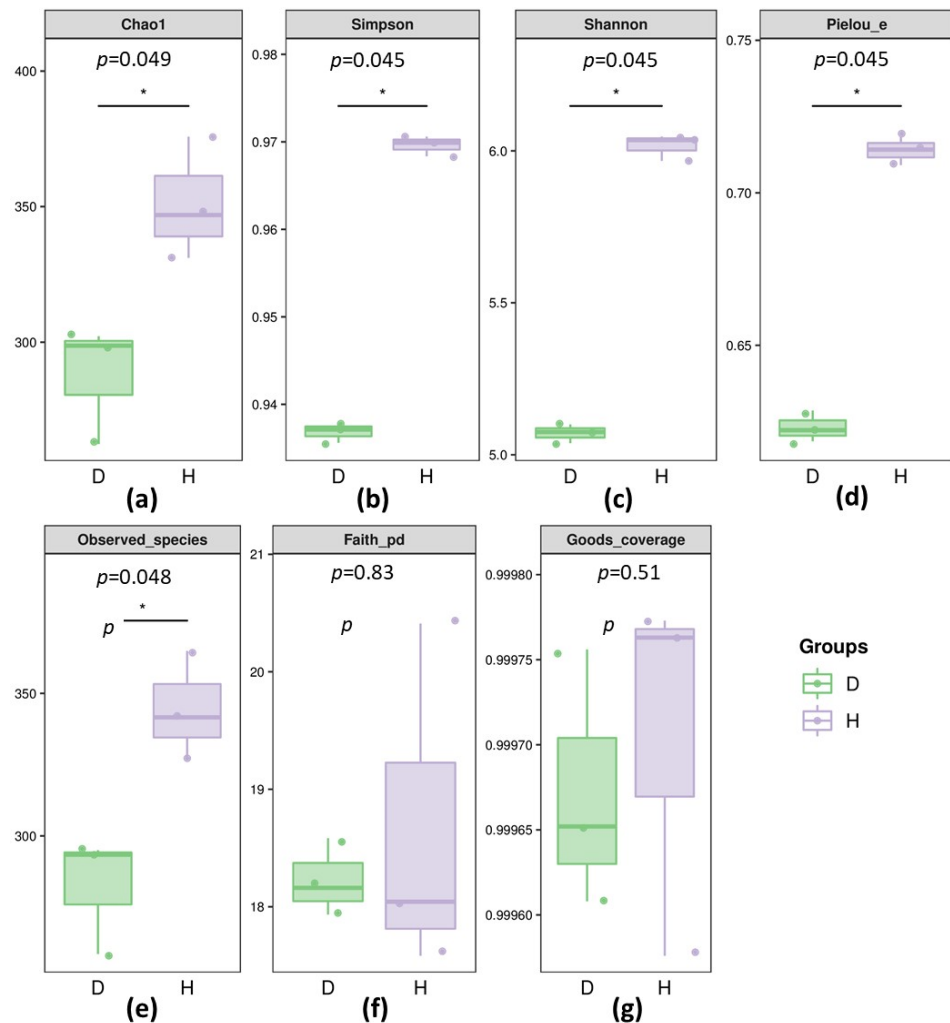 Chao1
p=0.049
*
400
350
300
D H
(a)
Simpson
p=0.045
*
0.98
0.97
0.96
0.95
0.94
D H
(b)
Shannon
p=0.045
*
6.0
5.5
5.0
D H
(c)
Pielou_e
p=0.045
*
0.75
0.70
0.65
D H
(d)
Observed_species
p=0.048
*
p
350
300
D H
(e)
Faith_pd
p=0.83
p
21
20
19
18
D H
(f)
Goods_coverage
p=0.51
p
0.99980
0.99975
0.99970
0.99965
0.99960
D H
(g)
Groups
D
H